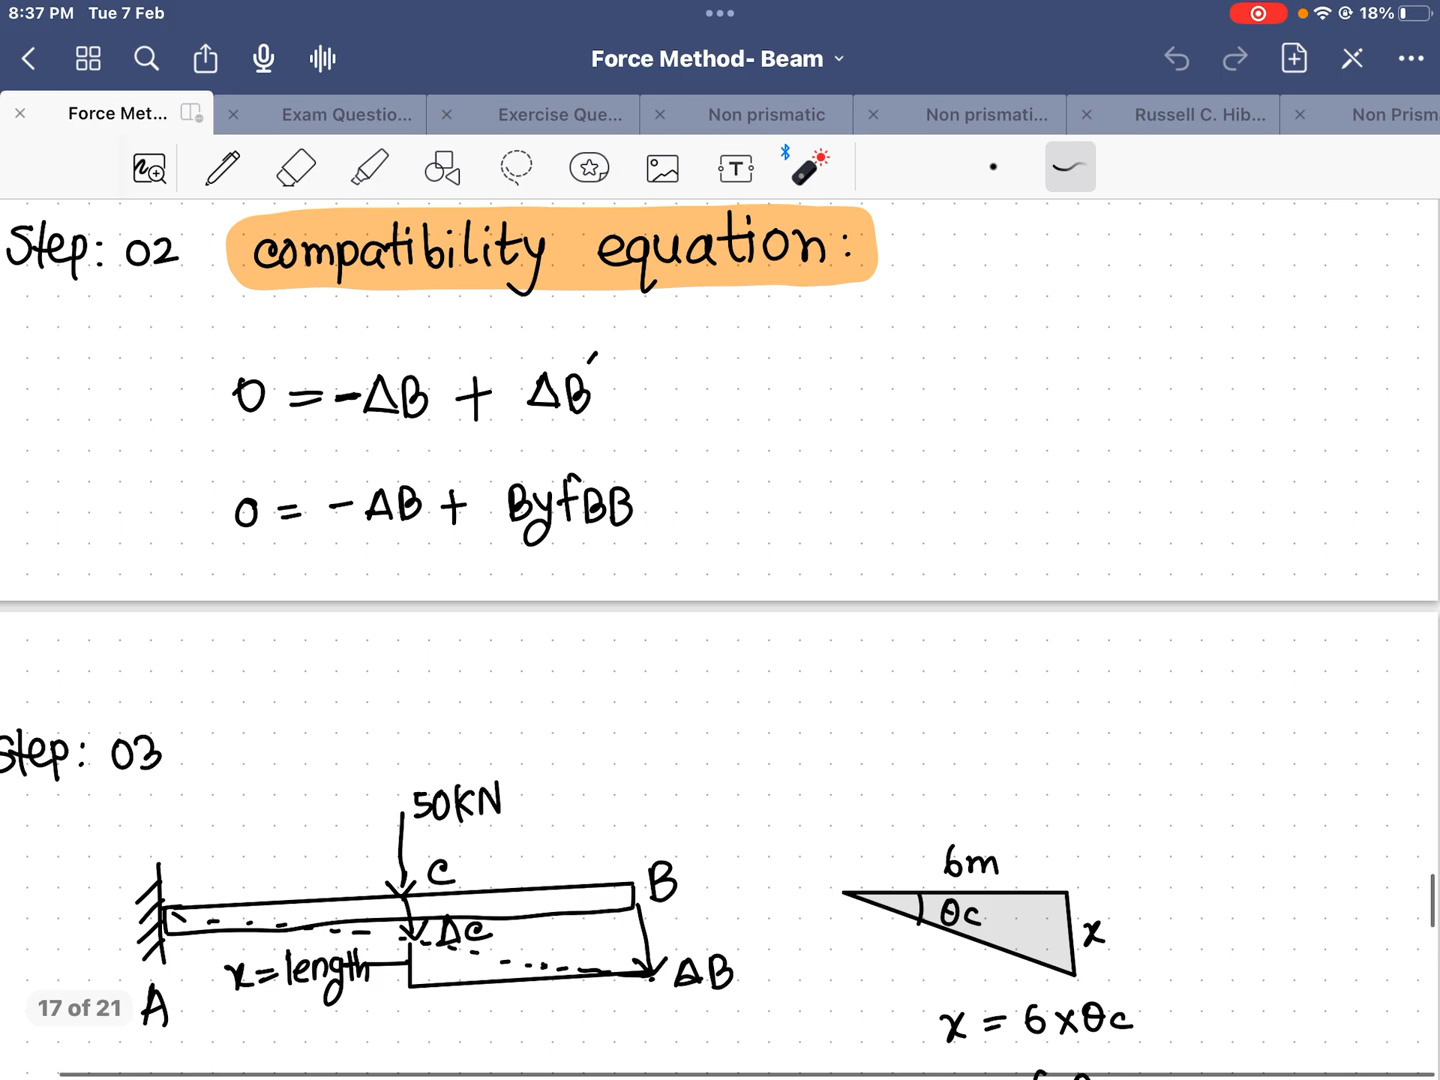 8:37 PM Tue 7 Feb
18%
Force Method- Beam
Force Met...
Exam Questio...
Exercise Que...
Non prismatic
Non prismati...
Russell C. Hib...
Non Prism
Step: 02 compatibility equation:
0 = -ΔB + ΔB'
0 = -ΔB + ByfBB
Step: 03
50KN
C
B
ΔC
x = length
ΔB
A
6m
θc
x
x = 6 x θc
17 of 21